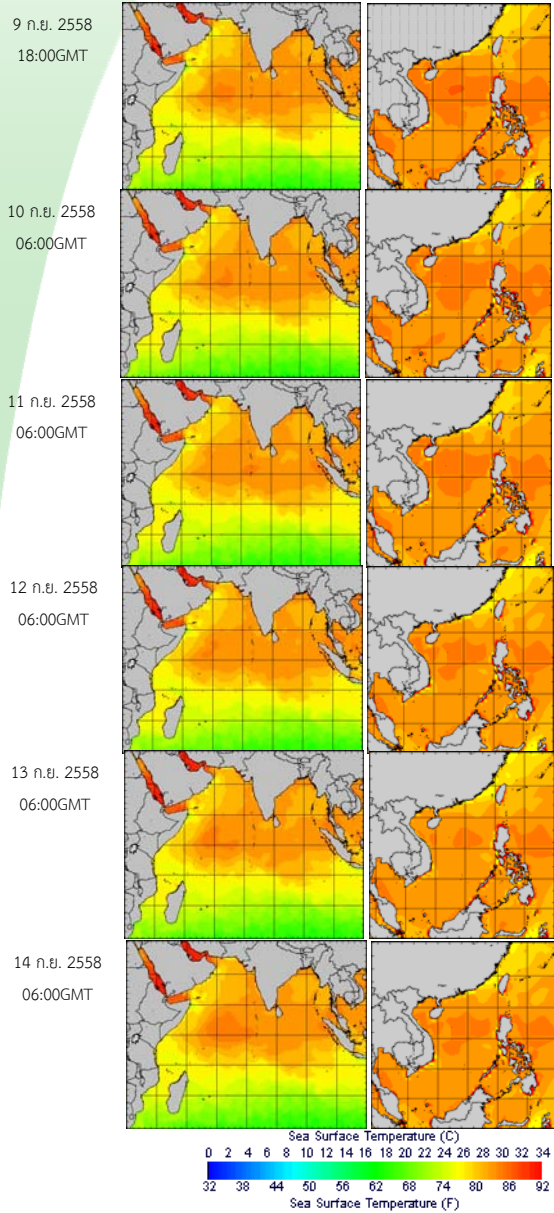 9 ก.ย. 2558
18:00GMT
10 ก.ย. 2558
06:00GMT
11 ก.ย. 2558
06:00GMT
12 ก.ย. 2558
06:00GMT
13 ก.ย. 2558
06:00GMT
14 ก.ย. 2558
06:00GMT
Sea Surface Temperature (C)
0 2 4 6 8 10 12 14 16 18 20 22 24 26 28 30 32 34
32 38 44 50 56 62 68 74 80 86 92
Sea Surface Temperature (F)